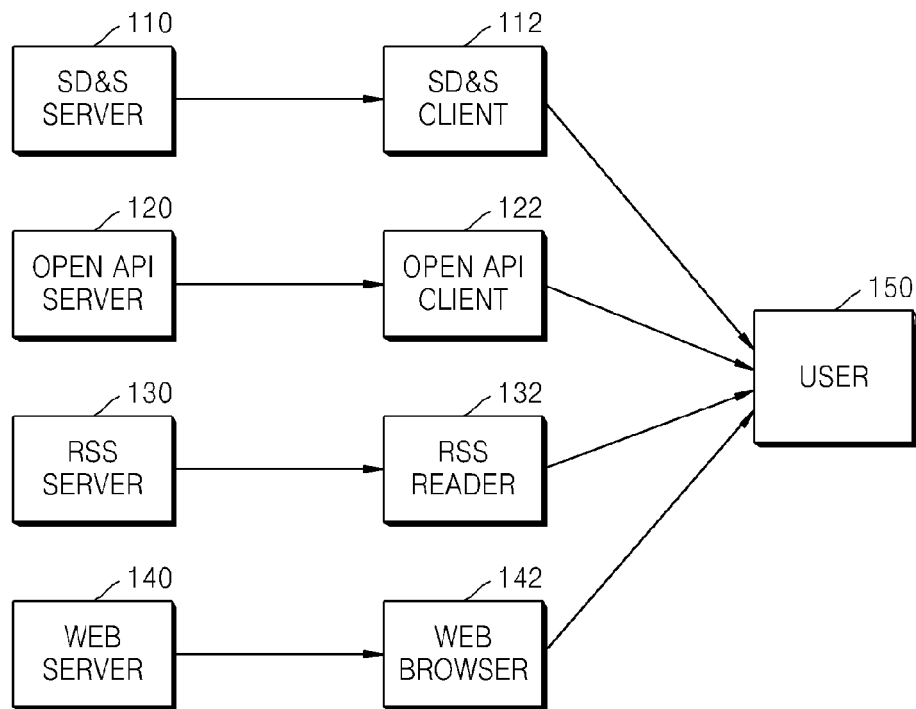 110
SD&S
SERVER
112
SD&S
CLIENT
120
OPEN API
SERVER
122
OPEN API
CLIENT
150
USER
130
RSS
SERVER
132
RSS
READER
140
WEB
SERVER
142
WEB
BROWSER